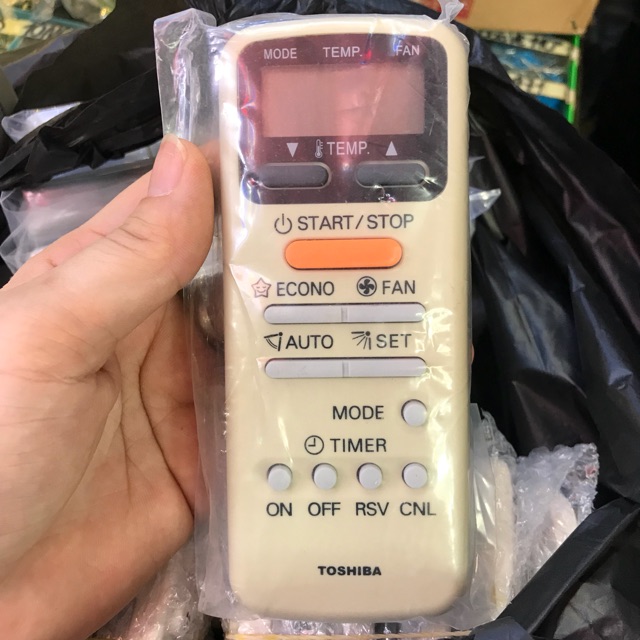 MODE TEMP. FAN
▼ TEMP. ▲
START/STOP
ECONO FAN
AUTO SET
MODE
TIMER
ON OFF RSV CNL
TOSHIBA